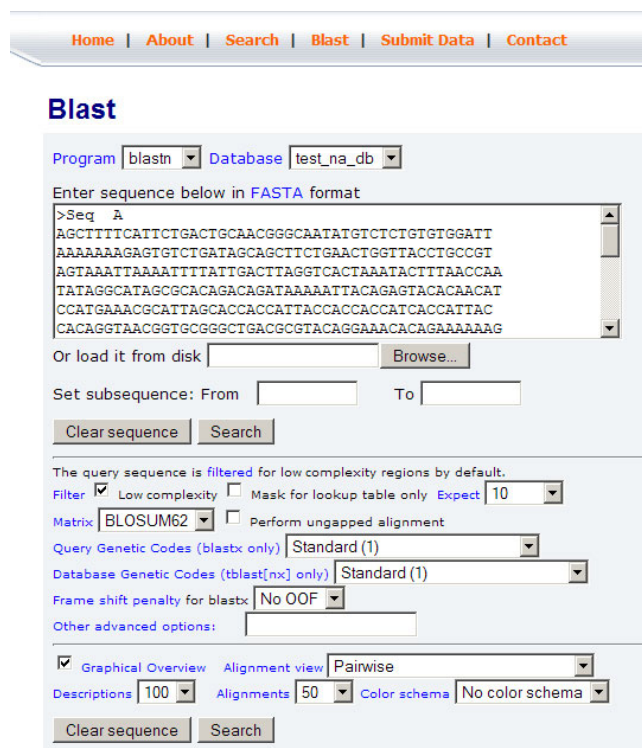 Home | About | Search | Blast | Submit Data | Contact
Blast
Program blastn Database test_na_db
Enter sequence below in FASTA format
>Seq A
AGCTTTTCATTCTGACTGCAACGGGCAATATGTCTCTGTGTGGATT
AAAAAAAGAGTGTCTGATAGCAGCTTCTGAACTGGTTACCTGCCGT
AGTAAATTAAAATTTTATTGACTTAGGTCACTAAATACTTTAACCAA
TATAGGCATAGCGCACAGACAGATAAAAATTACAGAGTACACAACAT
CCATGAAACGCATTAGCACCACCATTACCACCACCATCACCATTAC
CACAGGTAACGGTGCGGGCTGACGCGTACAGGAAACACAGAAAAAAG
Or load it from disk Browse...
Set subsequence: From To
Clear sequence Search
The query sequence is filtered for low complexity regions by default.
Filter Low complexity Mask for lookup table only Expect 10
Matrix BLOSUM62 Perform ungapped alignment
Query Genetic Codes (blastx only) Standard (1)
Database Genetic Codes (tblast[nx] only) Standard (1)
Frame shift penalty for blastx No OOF
Other advanced options:
Graphical Overview Alignment view Pairwise
Descriptions 100 Alignments 50 Color schema No color schema
Clear sequence Search